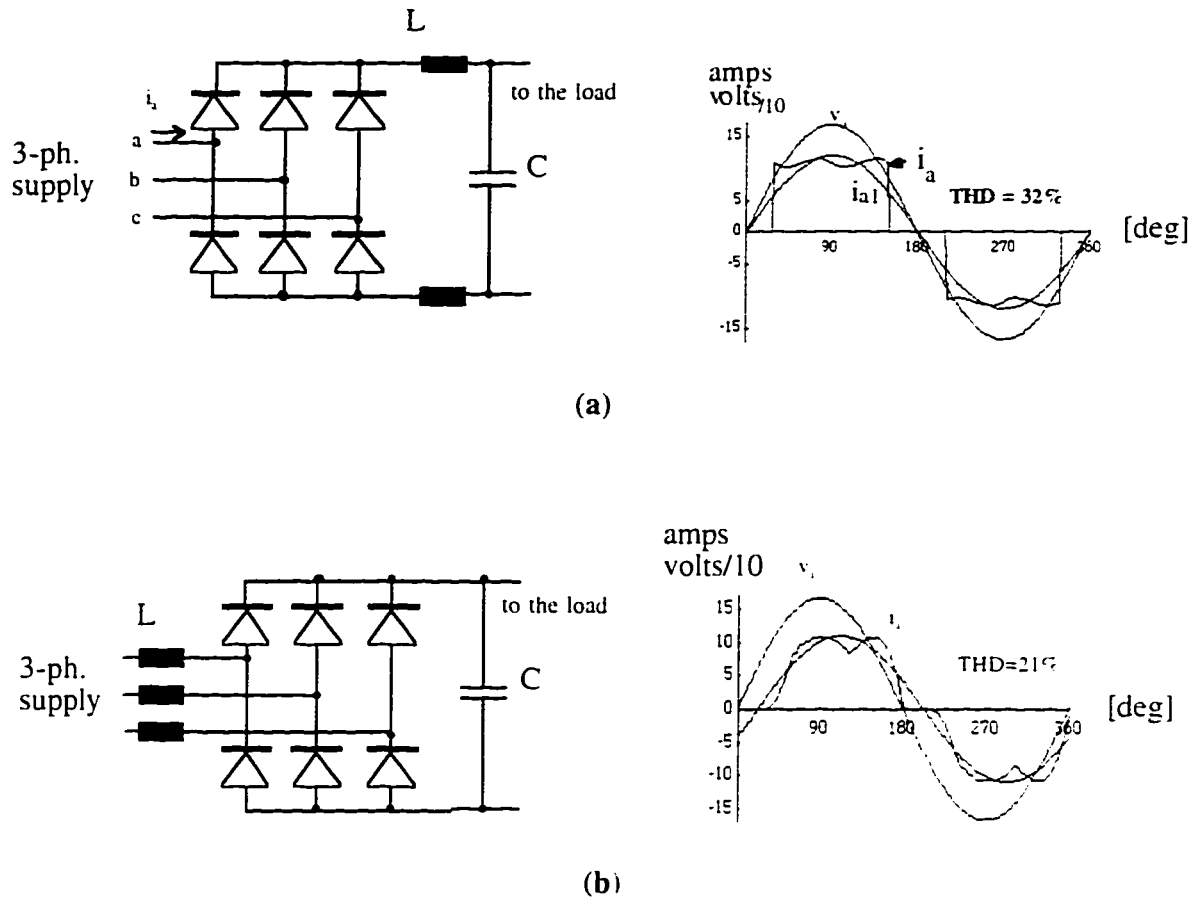 L
amps
volts/10
to the load
i
a
3-ph.
supply
b
c
C
15
5
0
-5
-15
v
i_a
i_a1
THD = 32%
90
180
270
360
[deg]
(a)
amps
volts/10
v
L
to the load
3-ph.
supply
C
15
10
5
0
-5
-10
-15
THD=21%
90
180
270
360
[deg]
(b)